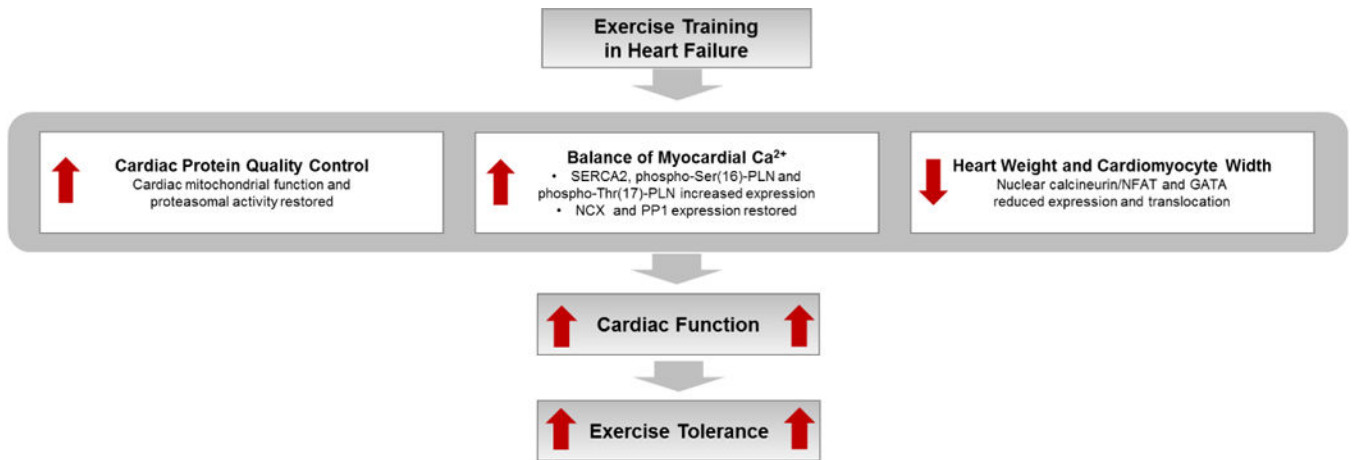 Exercise Training
in Heart Failure
Cardiac Protein Quality Control
Cardiac mitochondrial function and
proteasomal activity restored
Balance of Myocardial Ca²⁺
• SERCA2, phospho-Ser(16)-PLN and
phospho-Thr(17)-PLN increased expression
• NCX and PP1 expression restored
Heart Weight and Cardiomyocyte Width
Nuclear calcineurin/NFAT and GATA
reduced expression and translocation
Cardiac Function
Exercise Tolerance